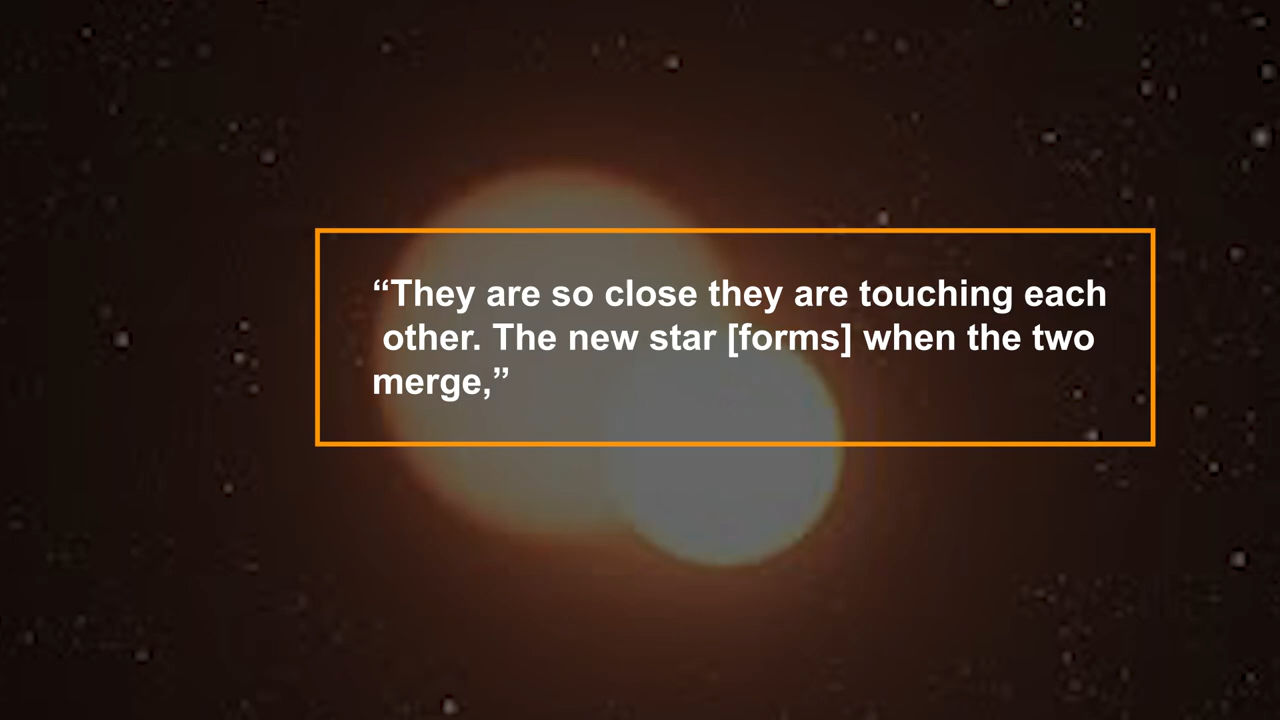 “They are so close they are touching each
other. The new star [forms] when the two
merge,”